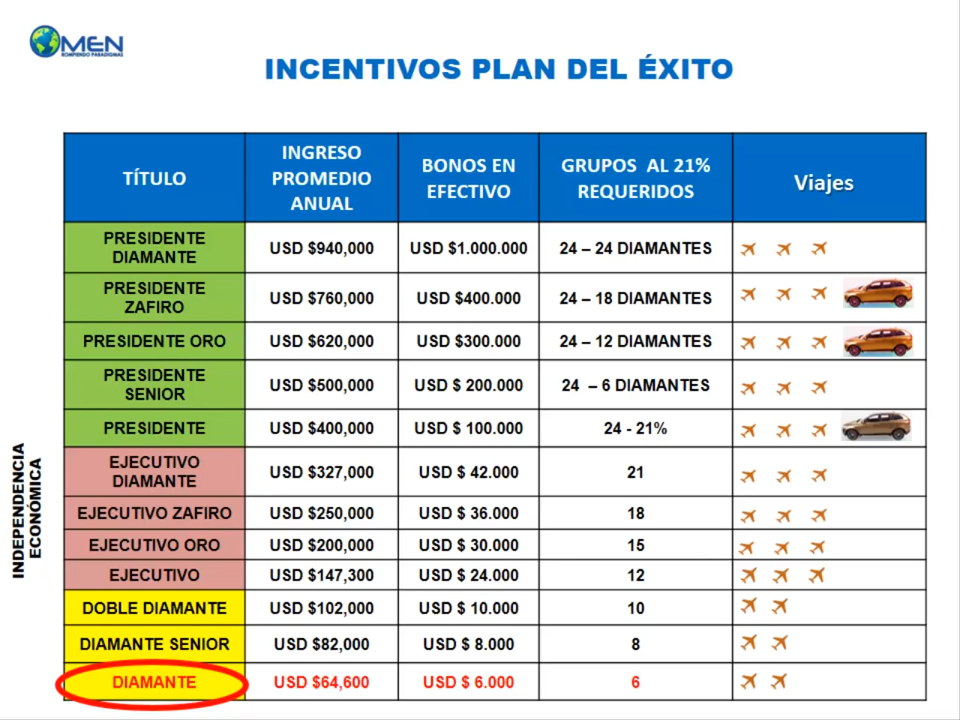 OMEN
ROMPIENDO PARADIGMAS
INCENTIVOS PLAN DEL ÉXITO
TÍTULO
INGRESO
PROMEDIO
ANUAL
BONOS EN
EFECTIVO
GRUPOS AL 21%
REQUERIDOS
Viajes
PRESIDENTE
DIAMANTE
USD $940,000
USD $1.000.000
24 – 24 DIAMANTES
PRESIDENTE
ZAFIRO
USD $760,000
USD $400.000
24 – 18 DIAMANTES
PRESIDENTE ORO
USD $620,000
USD $300.000
24 – 12 DIAMANTES
PRESIDENTE
SENIOR
USD $500,000
USD $ 200.000
24 – 6 DIAMANTES
PRESIDENTE
USD $400,000
USD $ 100.000
24 - 21%
EJECUTIVO
DIAMANTE
USD $327,000
USD $ 42.000
21
EJECUTIVO ZAFIRO
USD $250,000
USD $ 36.000
18
EJECUTIVO ORO
USD $200,000
USD $ 30.000
15
EJECUTIVO
USD $147,300
USD $ 24.000
12
DOBLE DIAMANTE
USD $102,000
USD $ 10.000
10
DIAMANTE SENIOR
USD $82,000
USD $ 8.000
8
DIAMANTE
USD $64,600
USD $ 6.000
6
INDEPENDENCIA
ECONÓMICA